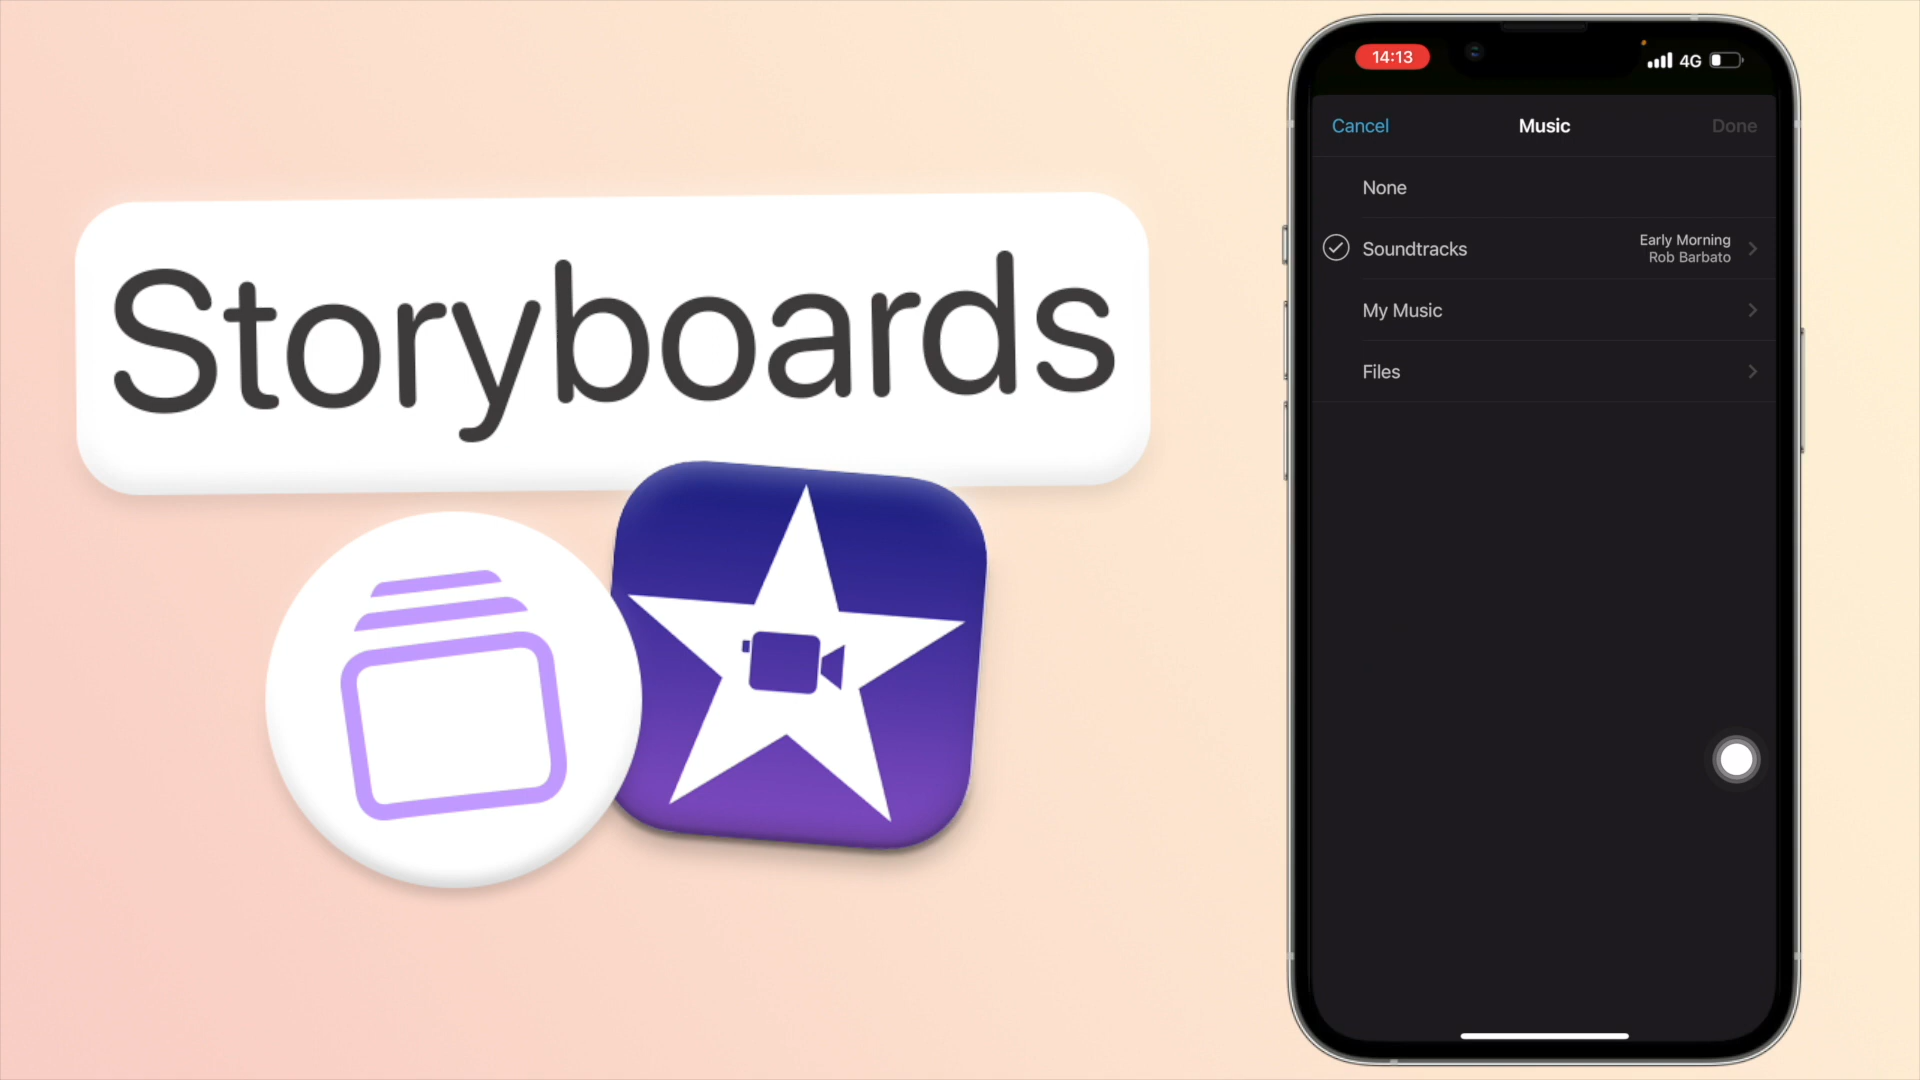 Storyboards
14:13
4G
Cancel
Music
Done
None
Soundtracks
Early Morning
Rob Barbato
My Music
Files